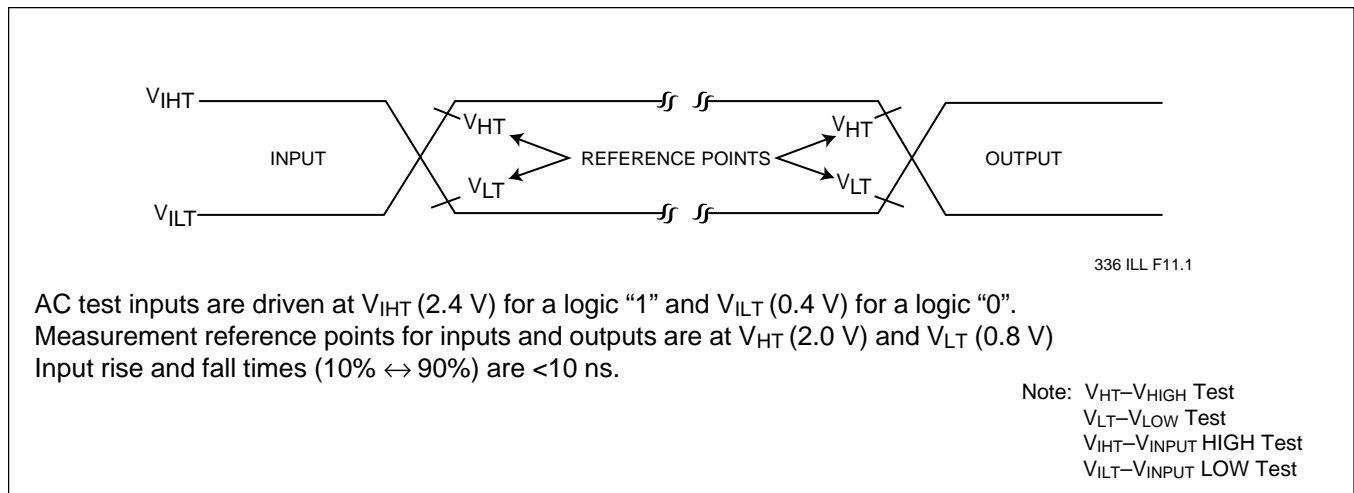 VIHT
VHT
VHT
INPUT
REFERENCE POINTS
OUTPUT
VLT
VLT
VILT
336 ILL F11.1
AC test inputs are driven at VIHT (2.4 V) for a logic “1” and VILT (0.4 V) for a logic “0”.
Measurement reference points for inputs and outputs are at VHT (2.0 V) and VLT (0.8 V)
Input rise and fall times (10% ↔ 90%) are <10 ns.
Note: VHT–VHIGH Test
VLT–VLOW Test
VIHT–VINPUT HIGH Test
VILT–VINPUT LOW Test